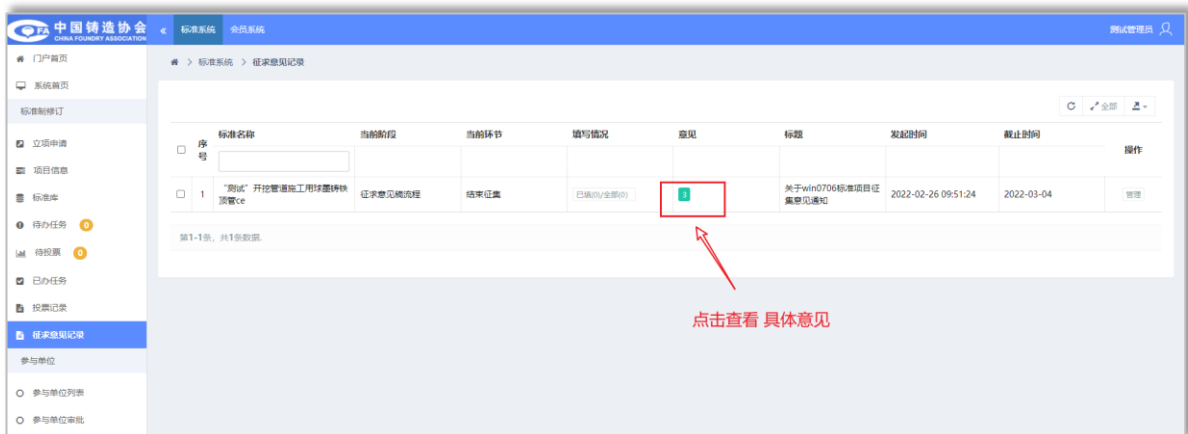 中国铸造协会
CHINA FOUNDRY ASSOCIATION
标准系统 会员系统
测试管理员
门户首页
标准系统 > 征求意见记录
系统首页
标准制修订
全部
立项申请
标准名称 当前阶段 当前环节 填写情况 意见 标题 发起时间 截止时间
序号
操作
项目信息
标准库
1 “测试”开挖管道施工用球墨铸铁顶管ce 征求意见稿流程 结束征集 已填(0)/全部(0) 3 关于win0706标准项目征集意见通知 2022-02-26 09:51:24 2022-03-04 管理
待办任务 0
第1-1条，共1条数据.
待投票 0
已办任务
投票记录
点击查看 具体意见
征求意见记录
参与单位
参与单位列表
参与单位审批